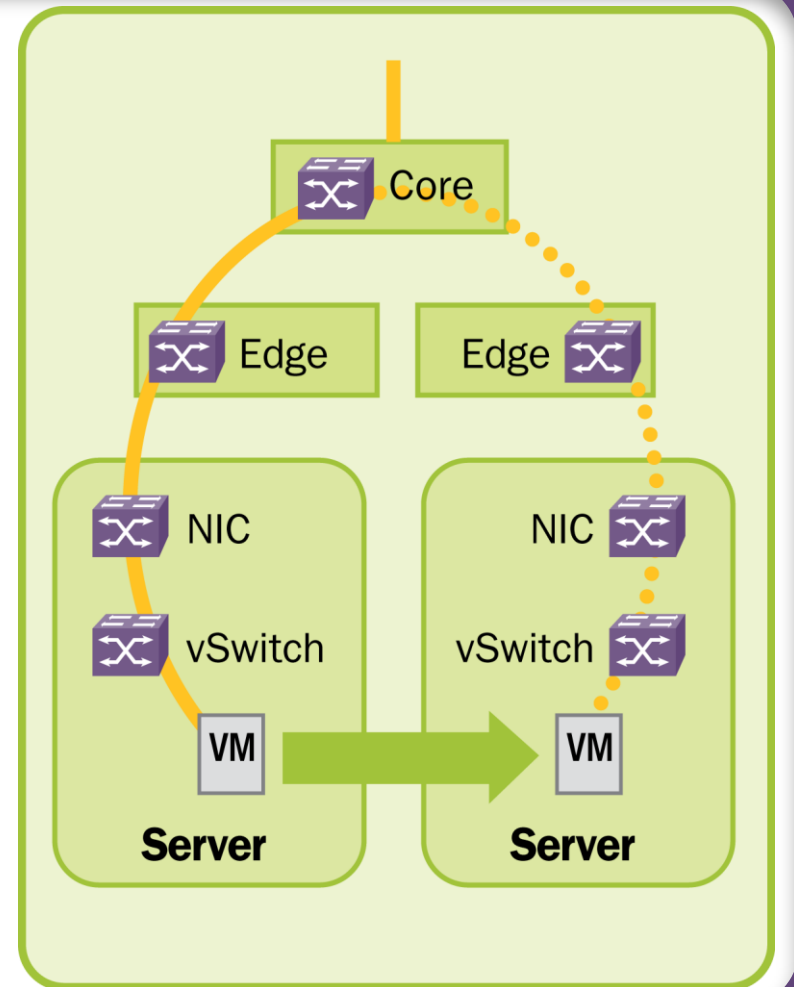 Core
Edge
Edge
NIC
NIC
vSwitch
vSwitch
VM
VM
Server
Server